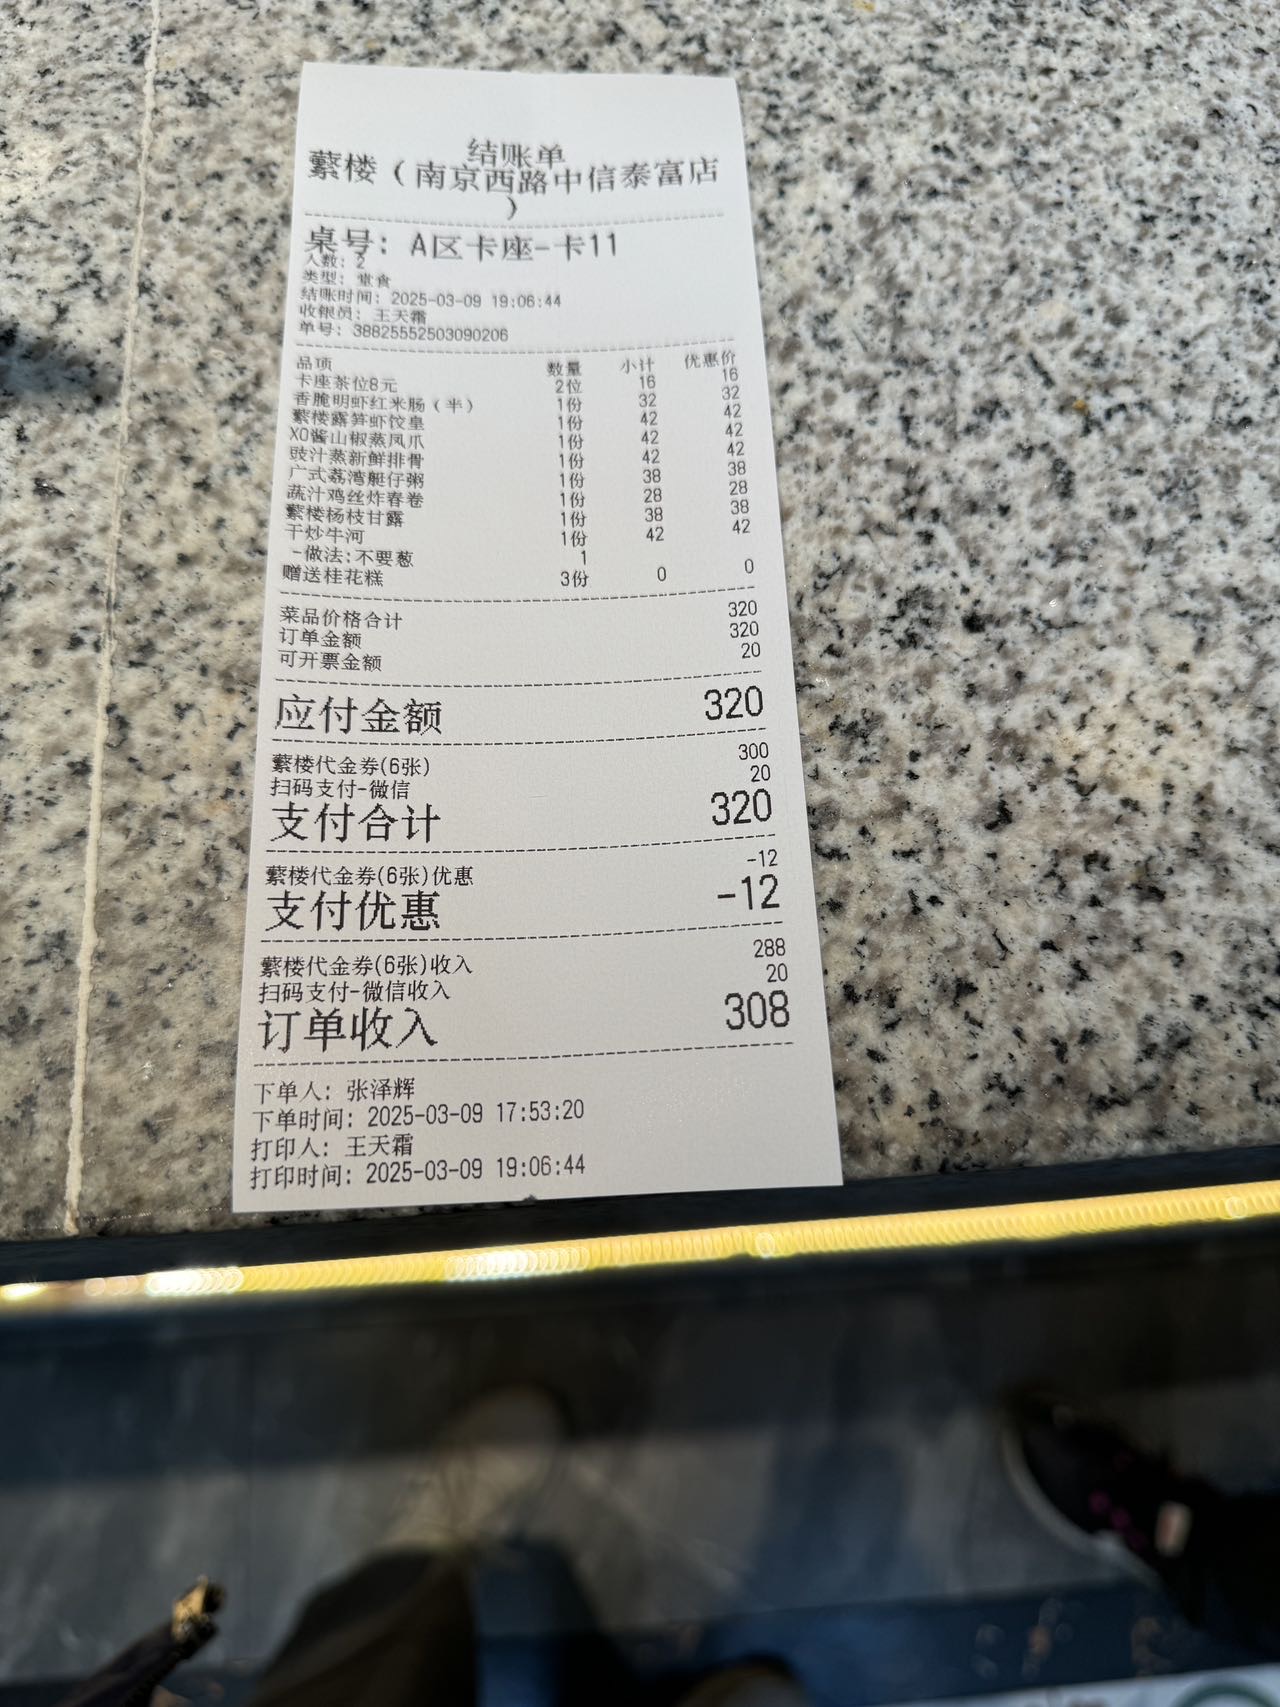 结账单
蘩楼（南京西路中信泰富店
）
桌号：A区卡座-卡11
人数：2
类型：堂食
结账时间：2025-03-09 19:06:44
收银员：王天霜
单号：38825552503090206
品项 数量 小计 优惠价
卡座茶位8元 2位 16 16
香脆明虾红米肠（半） 1份 32 32
蘩楼露笋虾饺皇 1份 42 42
XO酱山椒蒸凤爪 1份 42 42
豉汁蒸新鲜排骨 1份 42 42
广式荔湾艇仔粥 1份 38 38
蔬汁鸡丝炸春卷 1份 28 28
蘩楼杨枝甘露 1份 38 38
干炒牛河 1份 42 42
-做法:不要葱 1
赠送桂花糕 3份 0 0
菜品价格合计 320
订单金额 320
可开票金额 20
应付金额 320
蘩楼代金券(6张) 300
扫码支付-微信 20
支付合计 320
蘩楼代金券(6张)优惠 -12
支付优惠 -12
蘩楼代金券(6张)收入 288
扫码支付-微信收入 20
订单收入 308
下单人：张泽辉
下单时间：2025-03-09 17:53:20
打印人：王天霜
打印时间：2025-03-09 19:06:44